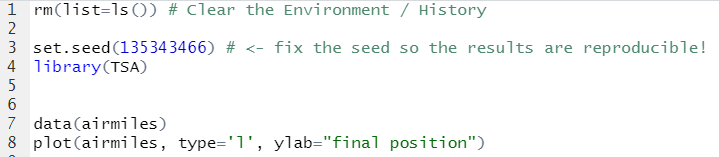 1 rm(list=ls()) # Clear the Environment / History
2
3 set.seed(135343466) # <- fix the seed so the results are reproducible!
4 library(TSA)
5
6
7 data(airmiles)
8 plot(airmiles, type='l', ylab="final position")